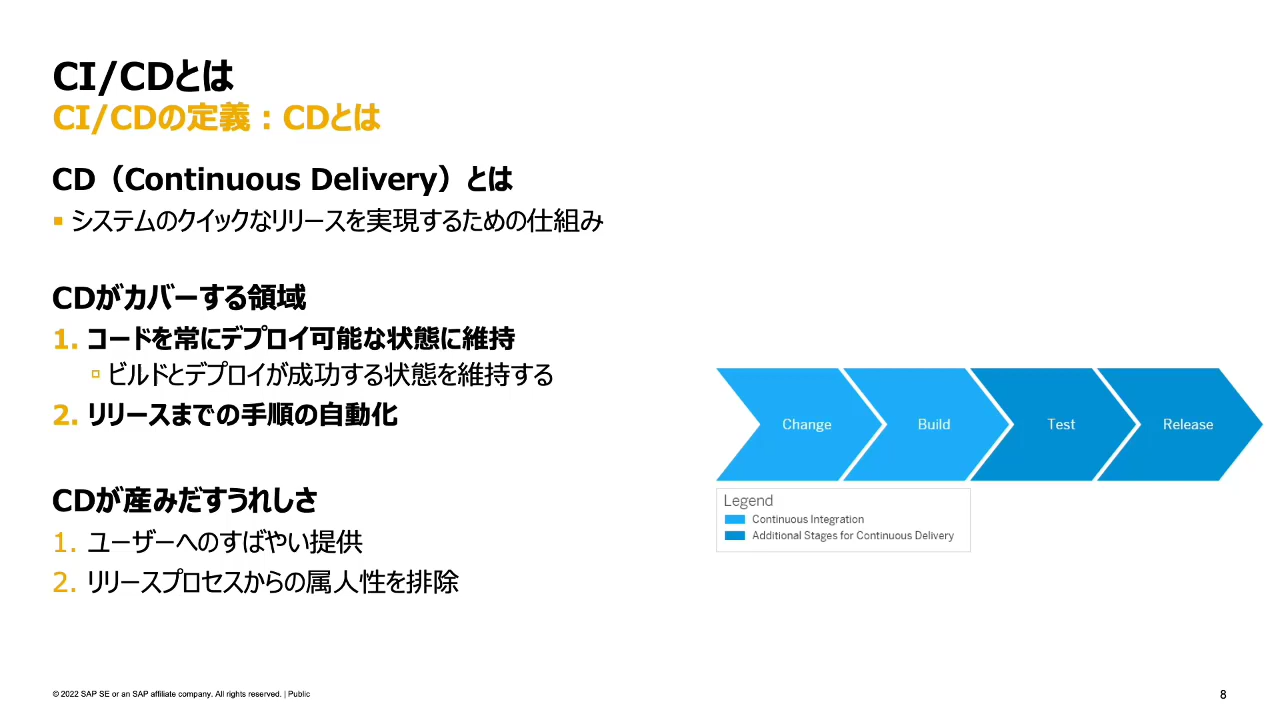 CI/CDとは
CI/CDの定義：CDとは
CD（Continuous Delivery）とは
▪ システムのクイックなリリースを実現するための仕組み
CDがカバーする領域
1. コードを常にデプロイ可能な状態に維持
▫ ビルドとデプロイが成功する状態を維持する
2. リリースまでの手順の自動化
CDが産みだすうれしさ
1. ユーザーへのすばやい提供
2. リリースプロセスからの属人性を排除
Change
Build
Test
Release
Legend
Continuous Integration
Additional Stages for Continuous Delivery
© 2022 SAP SE or an SAP affiliate company. All rights reserved. | Public
8